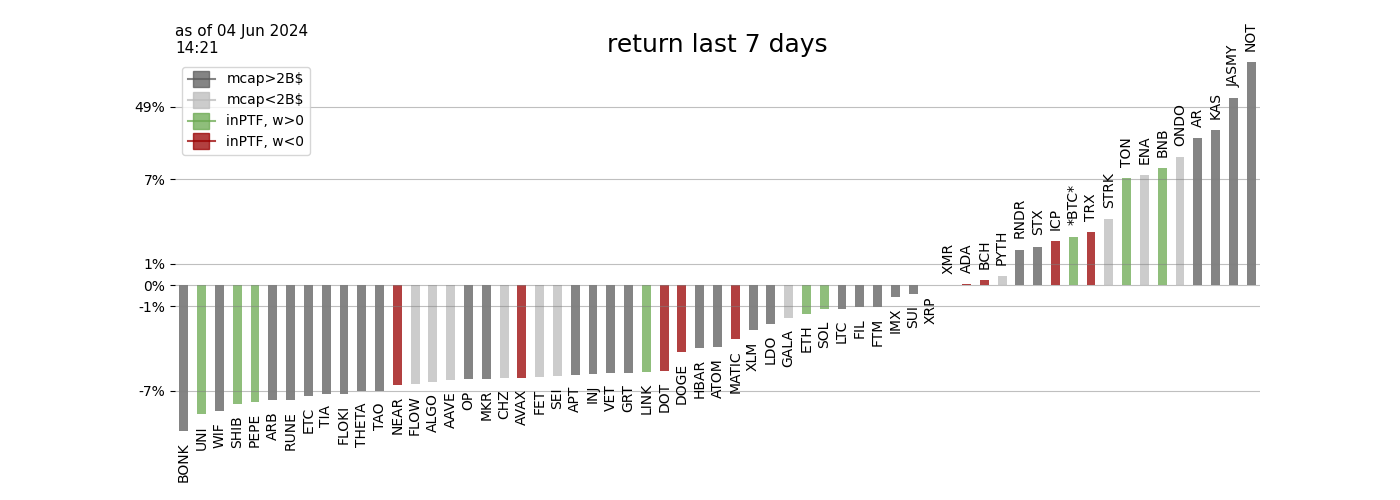 as of 04 Jun 2024
14:21
return last 7 days
mcap>2B$
mcap<2B$
inPTF, w>0
inPTF, w<0
49%
7%
1%
0%
-1%
-7%
BONK
UNI
WIF
SHIB
PEPE
ARB
RUNE
ETC
TIA
FLOKI
THETA
TAO
NEAR
FLOW
ALGO
AAVE
OP
MKR
CHZ
AVAX
FET
SEI
APT
INJ
VET
GRT
LINK
DOT
DOGE
HBAR
ATOM
MATIC
XLM
LDO
GALA
ETH
SOL
LTC
FIL
FTM
IMX
SUI
XRP
XMR
ADA
BCH
PYTH
RNDR
STX
ICP
*BTC*
TRX
STRK
TON
ENA
BNB
ONDO
AR
KAS
JASMY
NOT